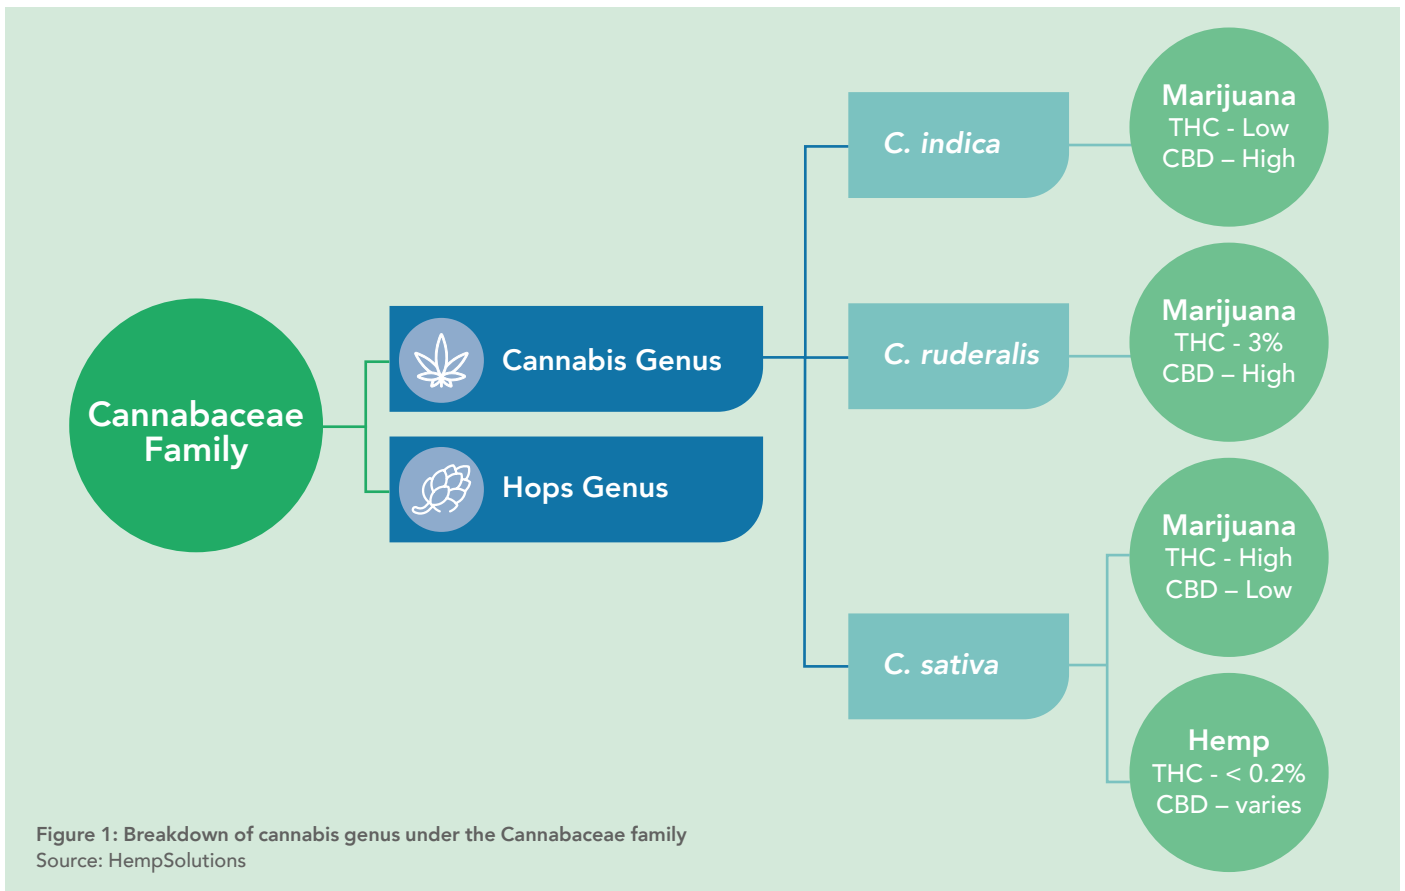 Cannabaceae
Family
Cannabis Genus
Hops Genus
C. indica
C. ruderalis
C. sativa
Marijuana
THC - Low
CBD – High
Marijuana
THC - 3%
CBD – High
Marijuana
THC - High
CBD – Low
Hemp
THC - < 0.2%
CBD – varies
Figure 1: Breakdown of cannabis genus under the Cannabaceae family
Source: HempSolutions